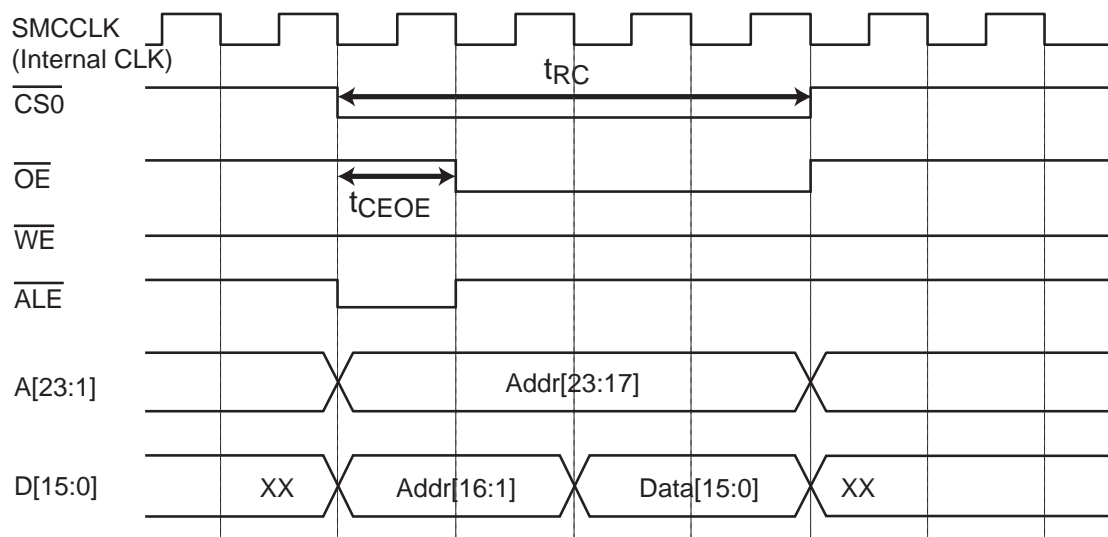 SMCCLK
(Internal CLK)
tRC
CS0
OE
tCEOE
WE
ALE
A[23:1]
Addr[23:17]
D[15:0]
XX
Addr[16:1]
Data[15:0]
XX